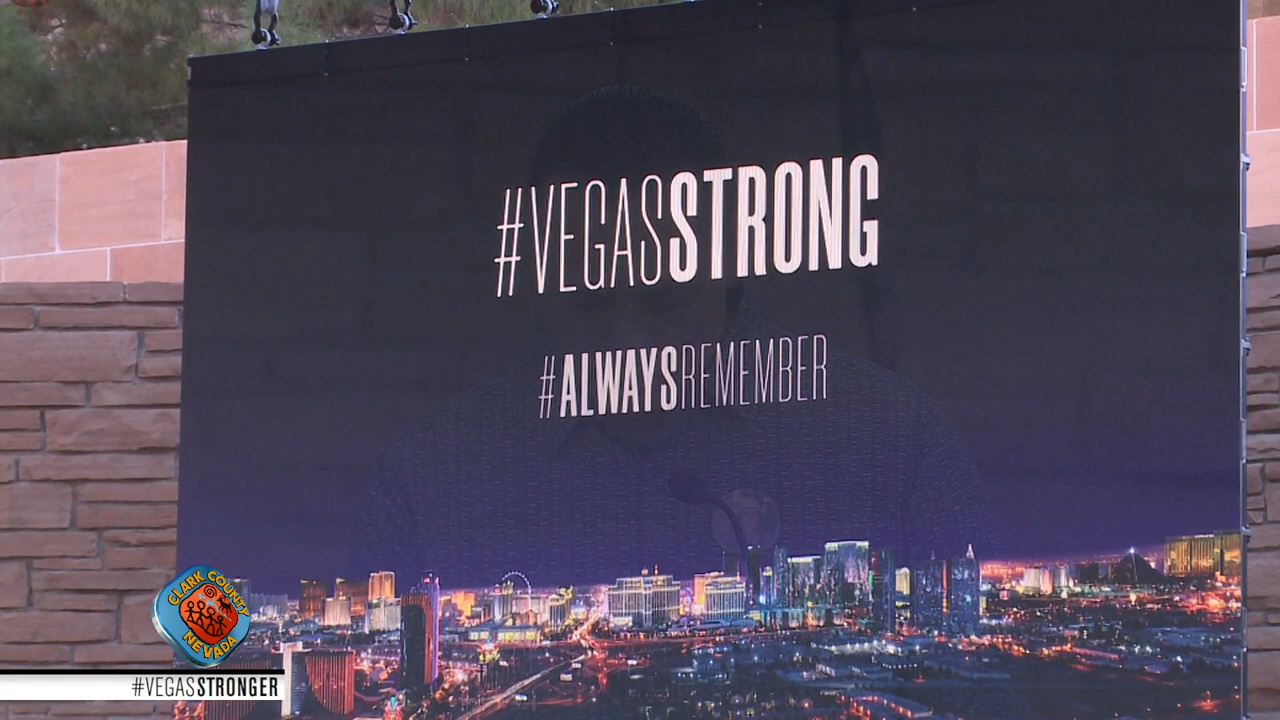 #VEGASSTRONG
#ALWAYSREMEMBER
CLARK COUNTY
NEVADA
#VEGASSTRONGER